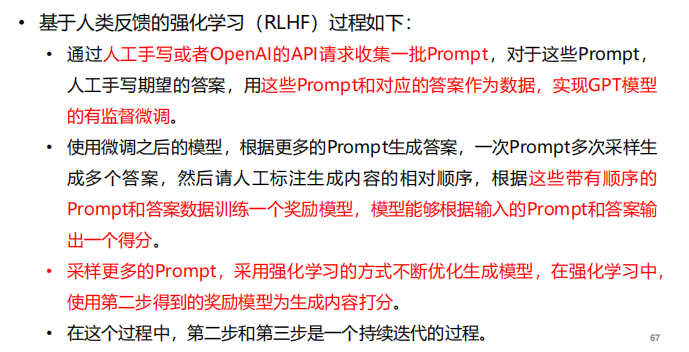 • 基于人类反馈的强化学习（RLHF）过程如下：
• 通过人工手写或者OpenAI的API请求收集一批Prompt，对于这些Prompt，
人工手写期望的答案，用这些Prompt和对应的答案作为数据，实现GPT模型
的有监督微调。
• 使用微调之后的模型，根据更多的Prompt生成答案，一次Prompt多次采样生
成多个答案，然后请人工标注生成内容的相对顺序，根据这些带有顺序的
Prompt和答案数据训练一个奖励模型，模型能够根据输入的Prompt和答案输
出一个得分。
• 采样更多的Prompt，采用强化学习的方式不断优化生成模型，在强化学习中，
使用第二步得到的奖励模型为生成内容打分。
• 在这个过程中，第二步和第三步是一个持续迭代的过程。
67